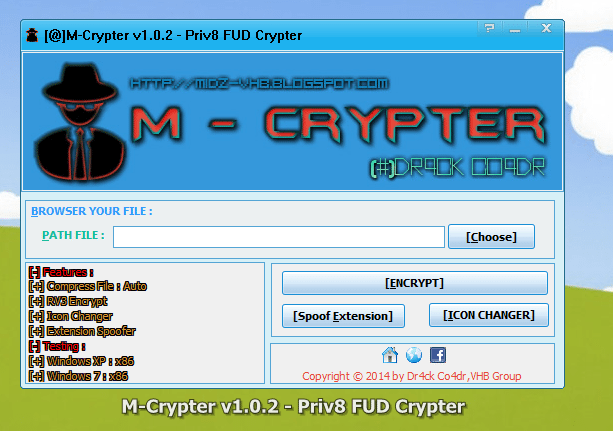 [@]M-Crypter v1.0.2 - Priv8 FUD Crypter
HTTP://MIDZ-VHB.BLOGSPOT.COM
M - CRYPTER
(#)DR4CK CO4DR
BROWSER YOUR FILE :
PATH FILE :
[Choose]
[-] Features :
[+] Compress File : Auto
[+] RV3 Encrypt
[+] Icon Changer
[+] Extension Spoofer
[-] Testing :
[+] Windows XP : x86
[+] Windows 7 : x86
[ENCRYPT]
[Spoof Extension]
[ICON CHANGER]
Copyright © 2014 by Dr4ck Co4dr,VHB Group
M-Crypter v1.0.2 - Priv8 FUD Crypter